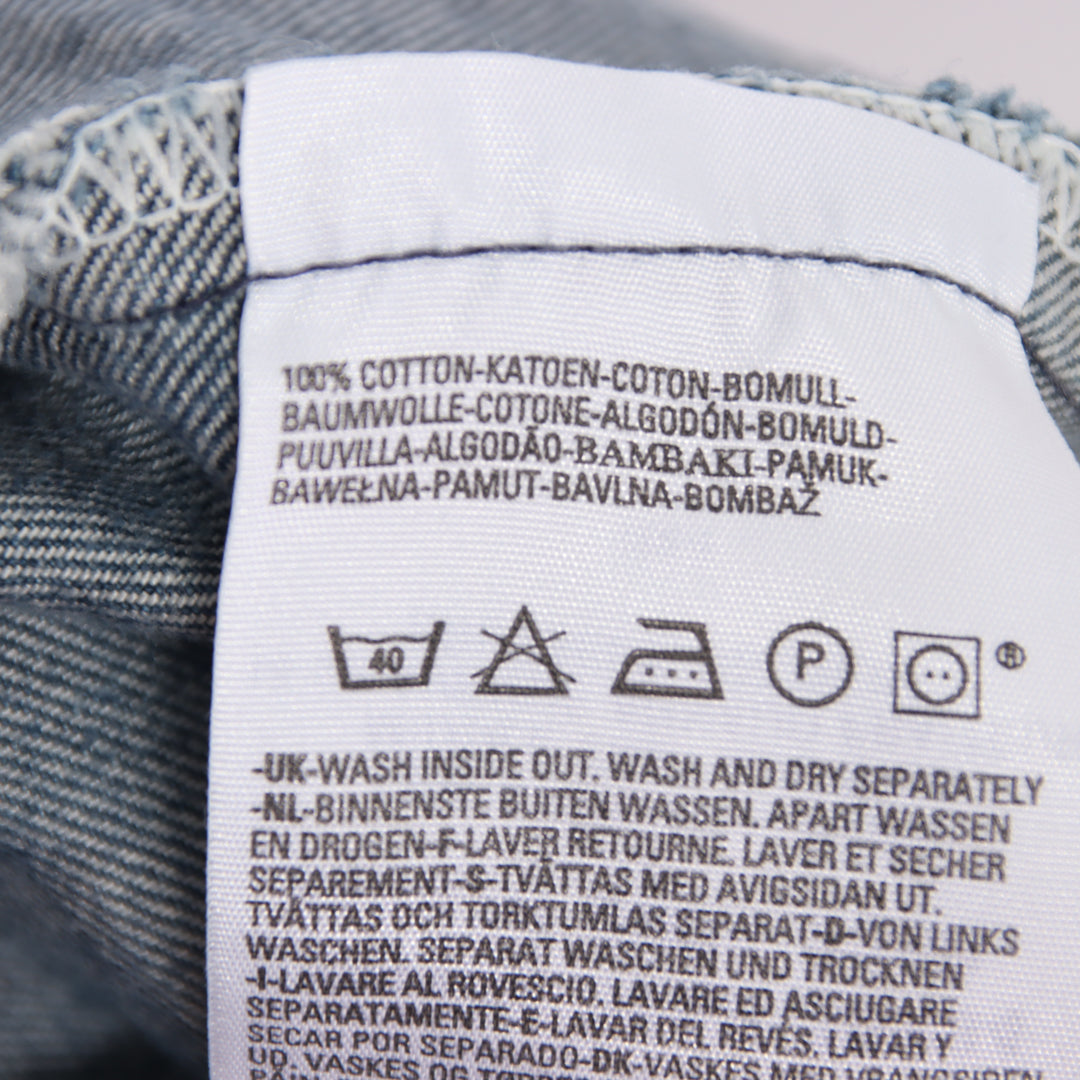 100% COTTON-KATOEN-COTON-BOMULL-
BAUMWOLLE-COTONE-ALGODÓN-BOMULD-
PUUVILLA-ALGODÃO-BAMBAKI-PAMUK-
BAWEŁNA-PAMUT-BAVLNA-BOMBAŽ
40 P ®
-UK-WASH INSIDE OUT. WASH AND DRY SEPARATELY
-NL-BINNENSTE BUITEN WASSEN. APART WASSEN
EN DROGEN-F-LAVER RETOURNE. LAVER ET SECHER
SEPAREMENT-S-TVÄTTAS MED AVIGSIDAN UT.
TVÄTTAS OCH TORKTUMLAS SEPARAT-D-VON LINKS
WASCHEN. SEPARAT WASCHEN UND TROCKNEN
-I-LAVARE AL ROVESCIO. LAVARE ED ASCIUGARE
SEPARATAMENTE-E-LAVAR DEL REVÉS. LAVAR Y
SECAR POR SEPARADO-DK-VASKES MED VRANGSIDEN
UD. VASKES OG